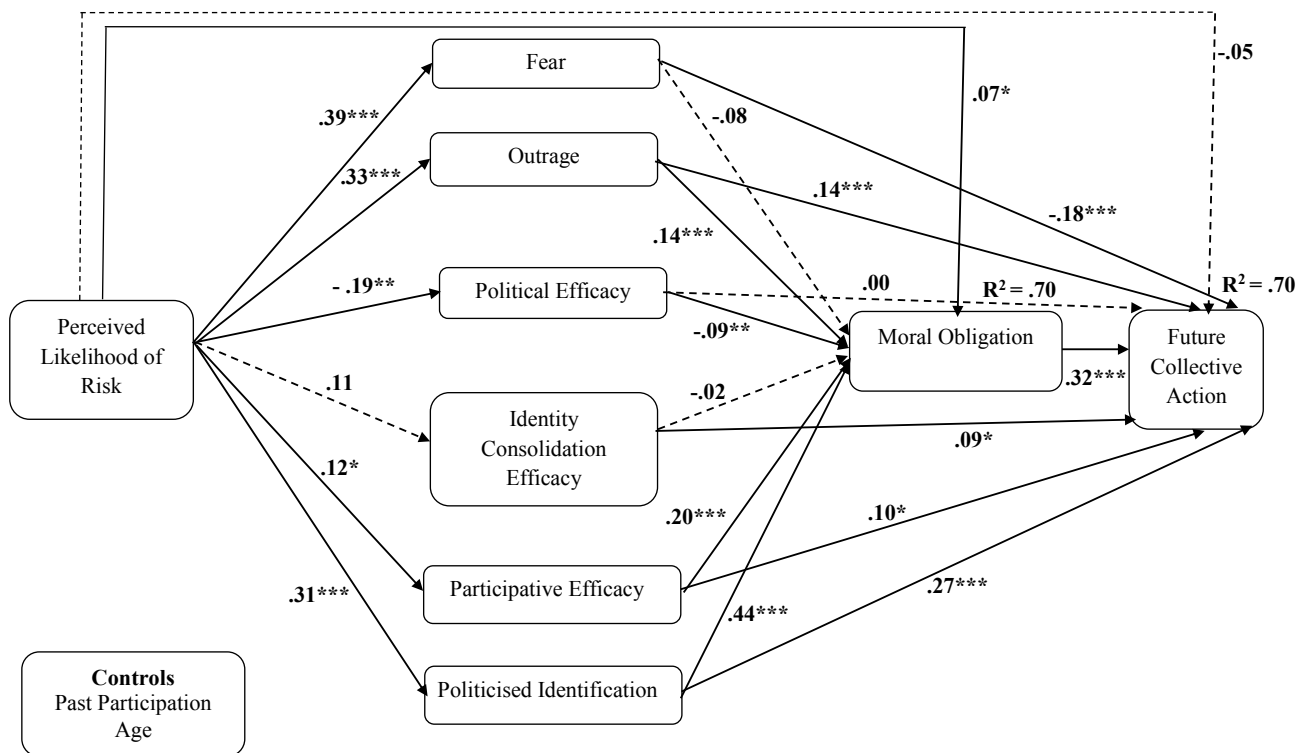 -.05
Fear
.07*
.39***
-.08
Outrage
.33***
.14***
-.18***
.14***
- .19**
Political Efficacy
.00
R² = .70
R² = .70
Perceived
Likelihood of
Risk
-.09**
Moral Obligation
Future
Collective
Action
.11
-.02
.32***
Identity
Consolidation
Efficacy
.09*
.12*
.20***
.10*
.31***
Participative Efficacy
.27***
.44***
Politicised Identification
Controls
Past Participation
Age